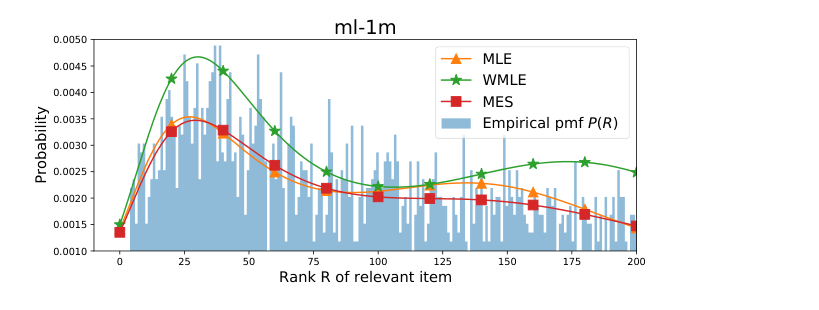 ml-1m
0.0050
0.0045
0.0040
0.0035
0.0030
0.0025
0.0020
0.0015
0.0010
Probability
MLE
WMLE
MES
Empirical pmf P(R)
0 25 50 75 100 125 150 175 200
Rank R of relevant item